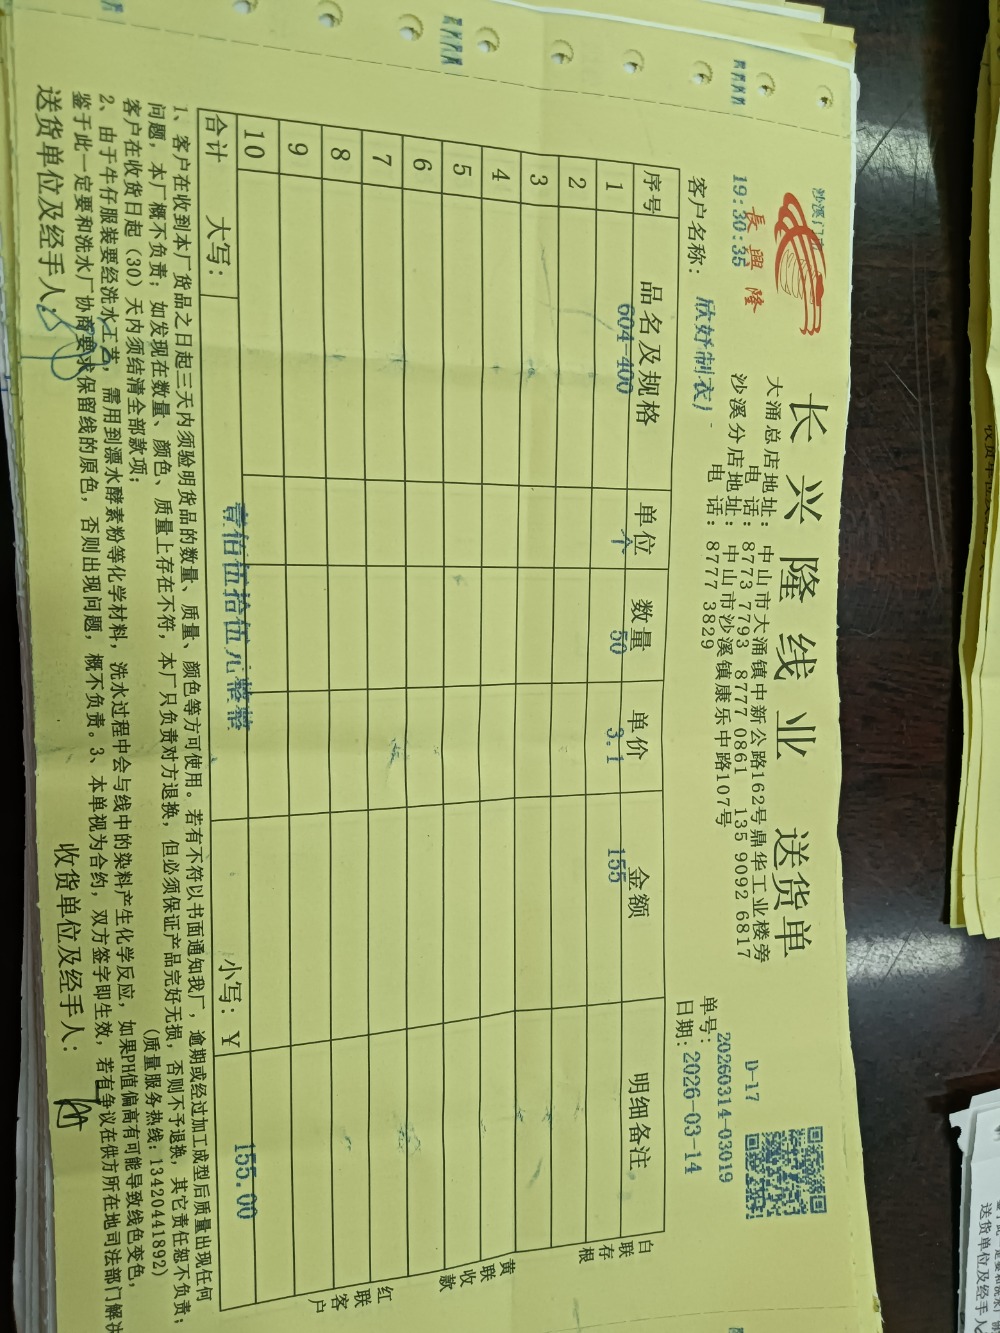 沙溪门市
長興隆
19:30:35
长兴隆线业 送货单
大涌总店地址：中山市大涌镇中新公路162号鼎华工业楼旁
电 话：8773 7793 8777 0861 135 9092 6817
沙溪分店地址：中山市沙溪镇康乐中路107号
电 话：8777 3829
D-17
单号：20260314-03019
客户名称：欣好制衣厂
日期：2026-03-14
序号 品名及规格 单位 数量 单价 金额 明细备注
1 604-400 个 50 3.1 155
2
3
4
5
6
7
8
9
10
合计 大写：壹佰伍拾伍元整整 小写：￥ 155.00
白联存根
黄联收款
红联客户
1、客户在收到本厂货品之日起三天内须验明货品的数量、质量、颜色等方可使用。若有不符以书面通知我厂，逾期或经过加工成型后质量出现任何
问题，本厂概不负责；如发现在数量、颜色、质量上存在不符，本厂只负责对方退换，但必须保证产品完好无损，否则不予退换，其它责任恕不负责；
客户在收货日起（30）天内须结清全部款项；
（质量服务热线：13420441892）
2、由于牛仔服装要经洗水工艺，需用到漂水酵素粉等化学材料，洗水过程中会与线中的染料产生化学反应，如果PH值偏高有可能导致线色变色，
鉴于此一定要和洗水厂协商要求保留线的原色，否则出现问题，概不负责。3、本单视为合约，双方签字即生效，若有争议在供方所在地司法部门解决
送货单位及经手人：
收货单位及经手人：
送货单位及经手人